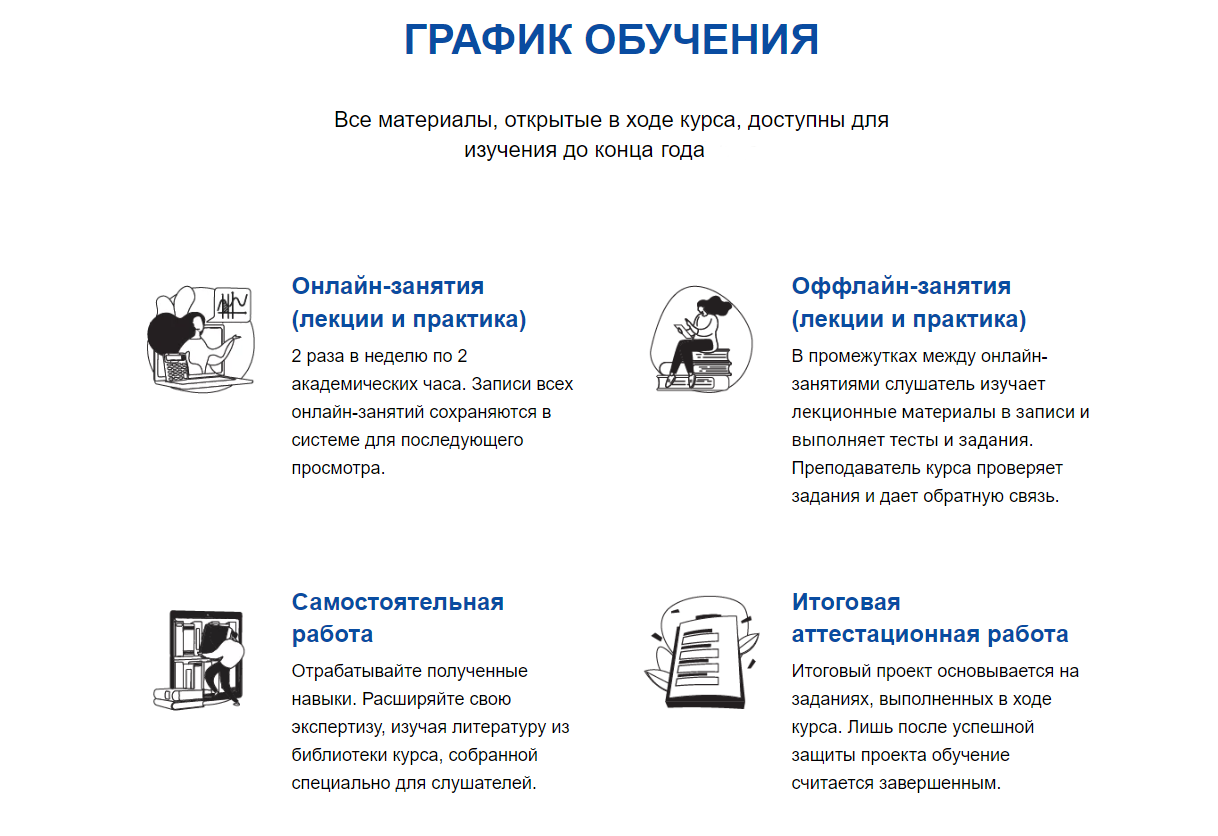 ГРАФИК ОБУЧЕНИЯ
Все материалы, открытые в ходе курса, доступны для
изучения до конца года
Онлайн-занятия
(лекции и практика)
2 раза в неделю по 2
академических часа. Записи всех
онлайн-занятий сохраняются в
системе для последующего
просмотра.
Оффлайн-занятия
(лекции и практика)
В промежутках между онлайн-
занятиями слушатель изучает
лекционные материалы в записи и
выполняет тесты и задания.
Преподаватель курса проверяет
задания и дает обратную связь.
Самостоятельная
работа
Отрабатывайте полученные
навыки. Расширяйте свою
экспертизу, изучая литературу из
библиотеки курса, собранной
специально для слушателей.
Итоговая
аттестационная работа
Итоговый проект основывается на
заданиях, выполненных в ходе
курса. Лишь после успешной
защиты проекта обучение
считается завершенным.